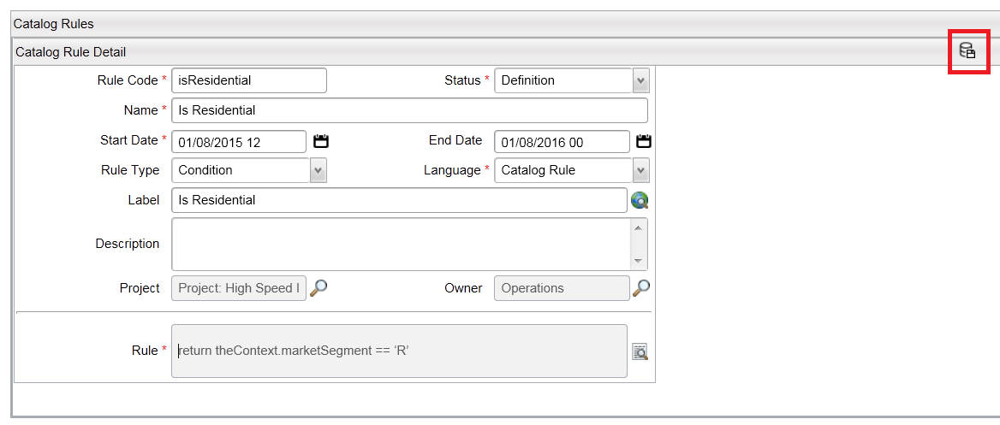 Catalog Rules
Catalog Rule Detail
Rule Code * isResidential Status * Definition
Name * Is Residential
Start Date * 01/08/2015 12 End Date 01/08/2016 00
Rule Type Condition Language * Catalog Rule
Label Is Residential
Description
Project Project: High Speed I Owner Operations
Rule * return theContext.marketSegment == ‘R’